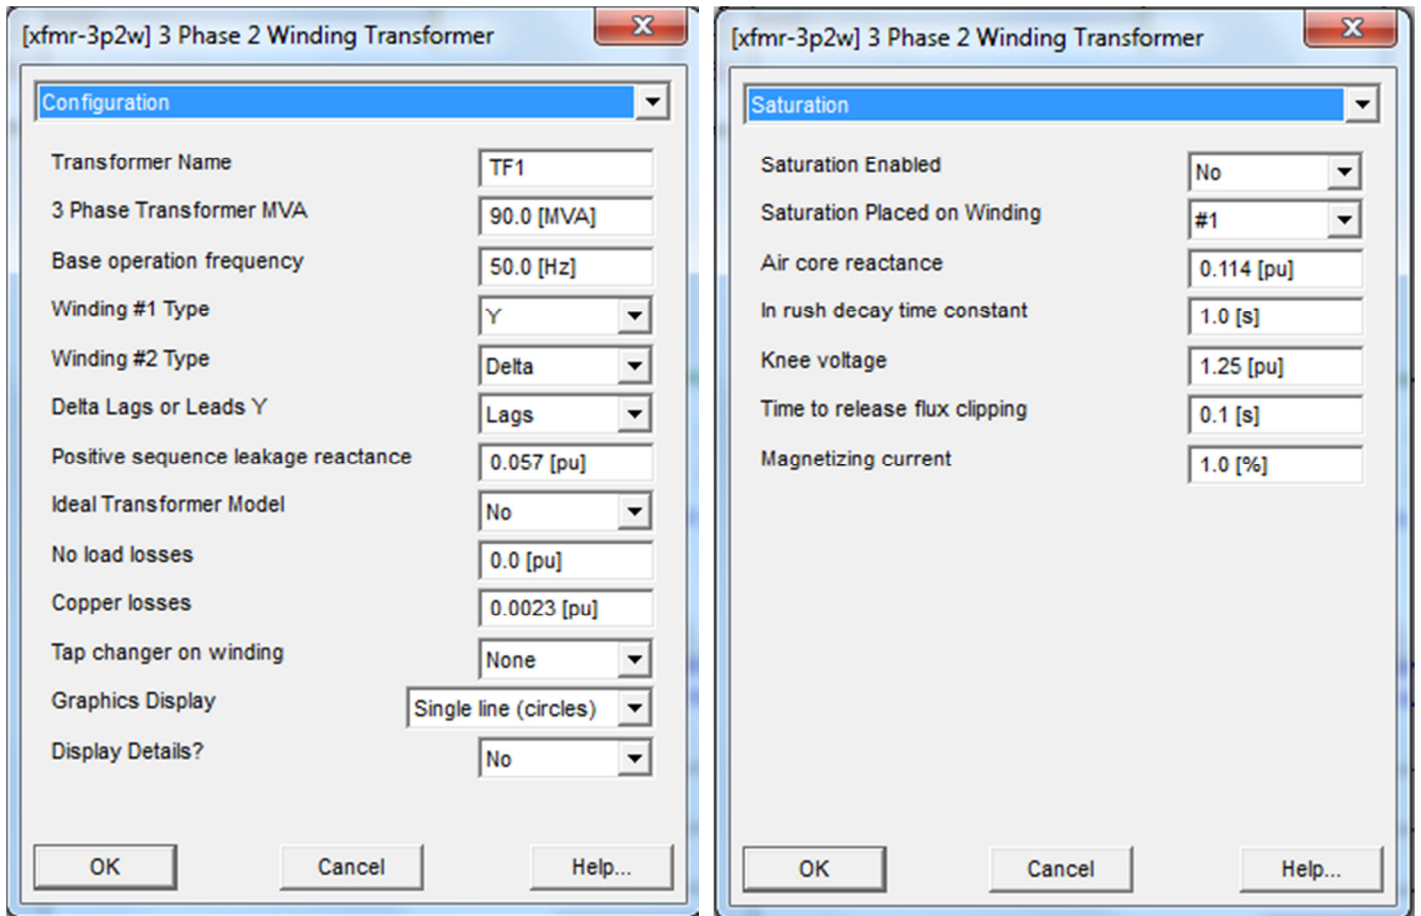 [xfmr-3p2w] 3 Phase 2 Winding Transformer
Configuration
Transformer Name TF1
3 Phase Transformer MVA 90.0 [MVA]
Base operation frequency 50.0 [Hz]
Winding #1 Type Y
Winding #2 Type Delta
Delta Lags or Leads Y Lags
Positive sequence leakage reactance 0.057 [pu]
Ideal Transformer Model No
No load losses 0.0 [pu]
Copper losses 0.0023 [pu]
Tap changer on winding None
Graphics Display Single line (circles)
Display Details? No
OK Cancel Help...
[xfmr-3p2w] 3 Phase 2 Winding Transformer
Saturation
Saturation Enabled No
Saturation Placed on Winding #1
Air core reactance 0.114 [pu]
In rush decay time constant 1.0 [s]
Knee voltage 1.25 [pu]
Time to release flux clipping 0.1 [s]
Magnetizing current 1.0 [%]
OK Cancel Help...